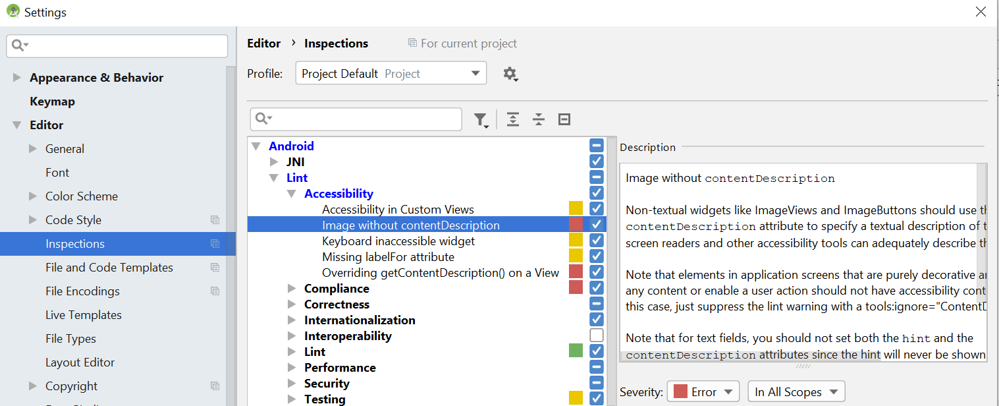 Settings
Appearance & Behavior
Keymap
Editor
General
Font
Color Scheme
Code Style
Inspections
File and Code Templates
File Encodings
Live Templates
File Types
Layout Editor
Copyright
Editor › Inspections For current project
Profile: Project Default Project
Android
JNI
Lint
Accessibility
Accessibility in Custom Views
Image without contentDescription
Keyboard inaccessible widget
Missing labelFor attribute
Overriding getContentDescription() on a View
Compliance
Correctness
Internationalization
Interoperability
Lint
Performance
Security
Testing
Description
Image without contentDescription
Non-textual widgets like ImageViews and ImageButtons should use
contentDescription attribute to specify a textual description of
screen readers and other accessibility tools can adequately describe
Note that elements in application screens that are purely decorative
any content or enable a user action should not have accessibility
this case, just suppress the lint warning with a
Note that for text fields, you should not set both the hint and the
contentDescription attributes since the hint will never be shown
Severity: Error In All Scopes